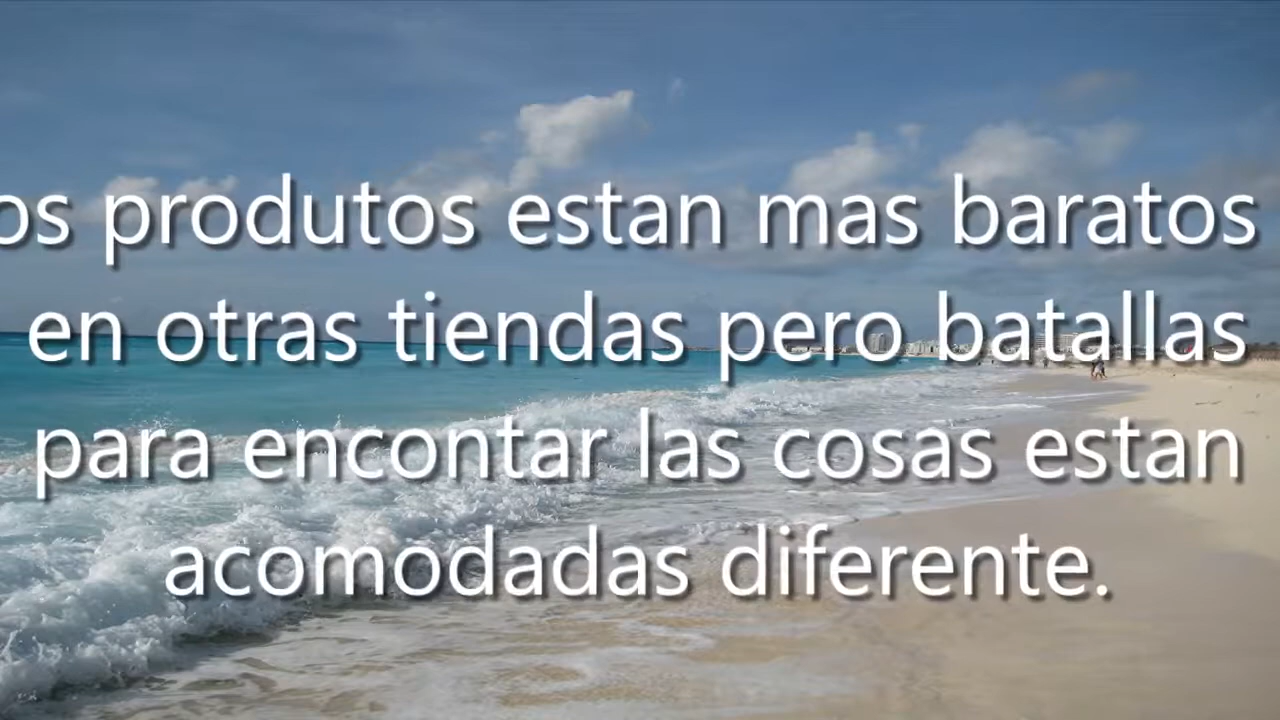 os produtos estan mas baratos
en otras tiendas pero batallas
para encontar las cosas estan
acomodadas diferente.